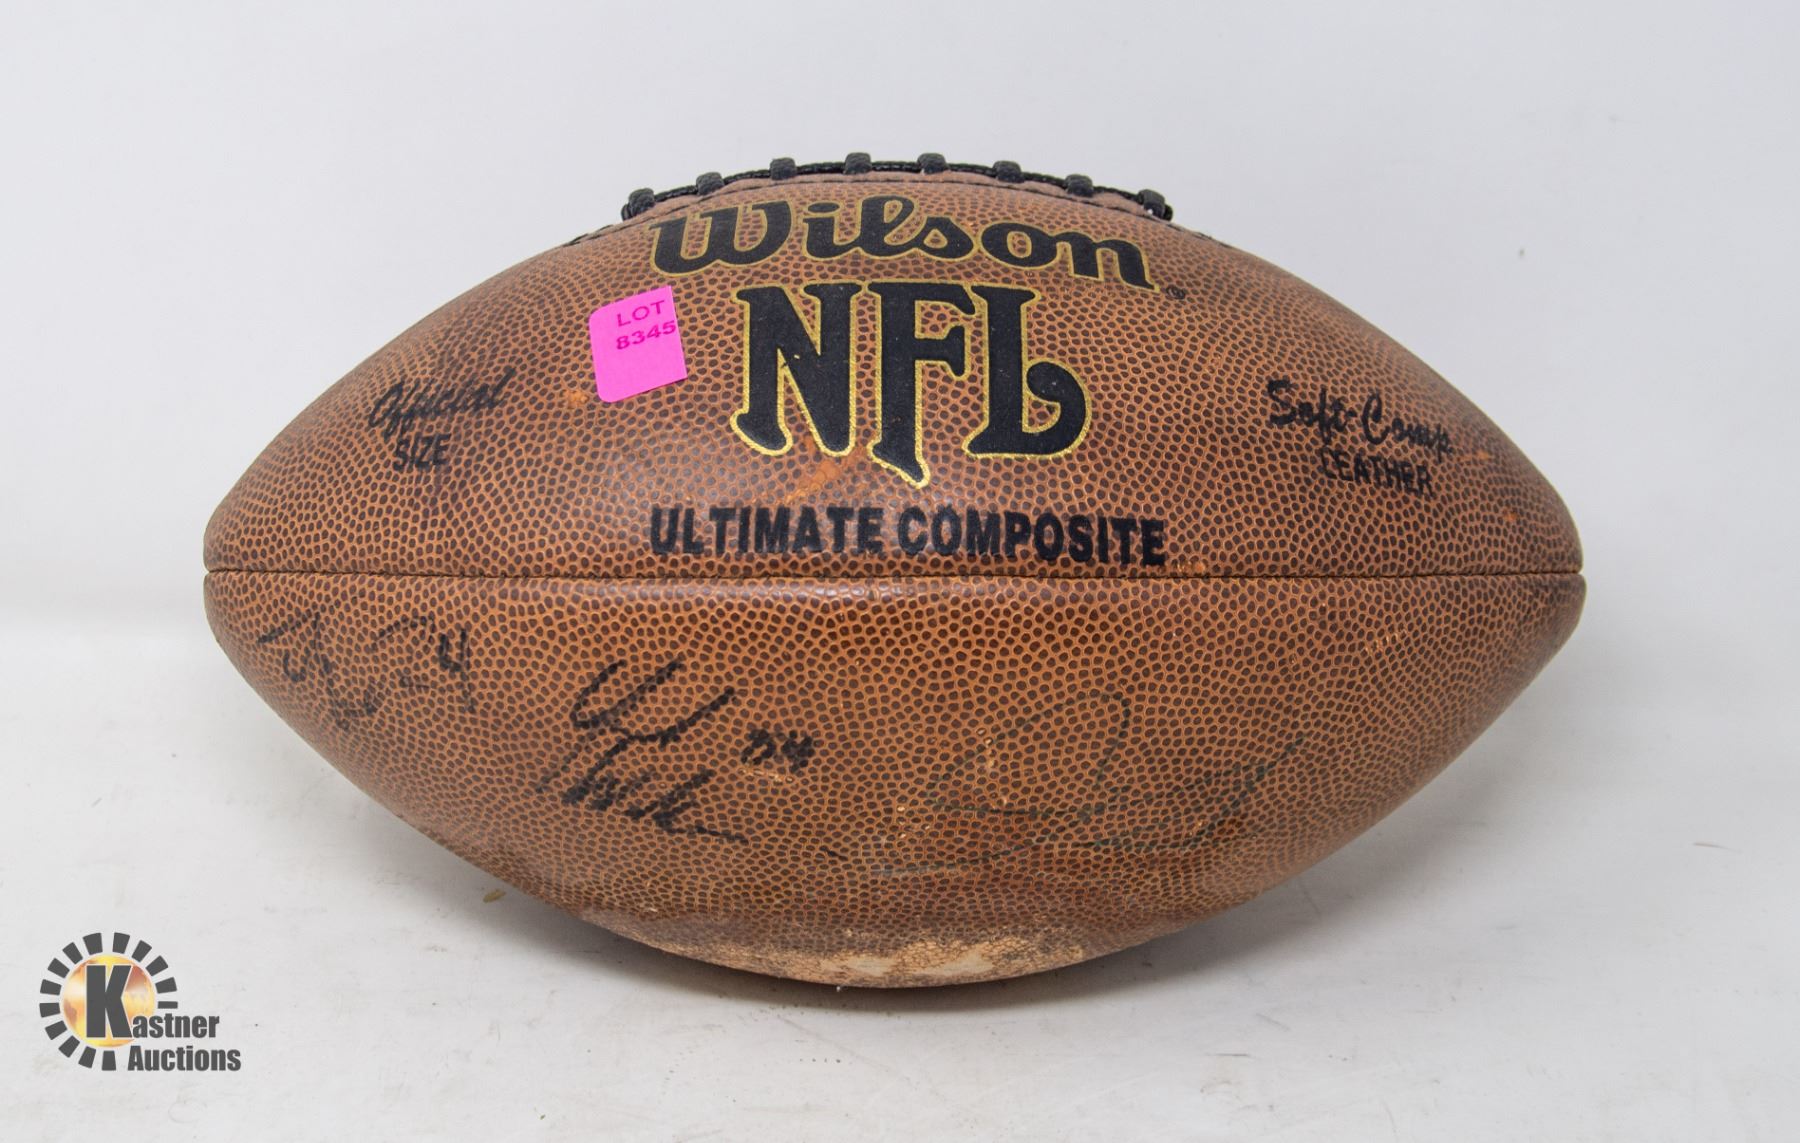 Wilson
NFL
LOT
8345
Official
SIZE
Soft-Comp
LEATHER
ULTIMATE COMPOSITE
Kastner
Auctions